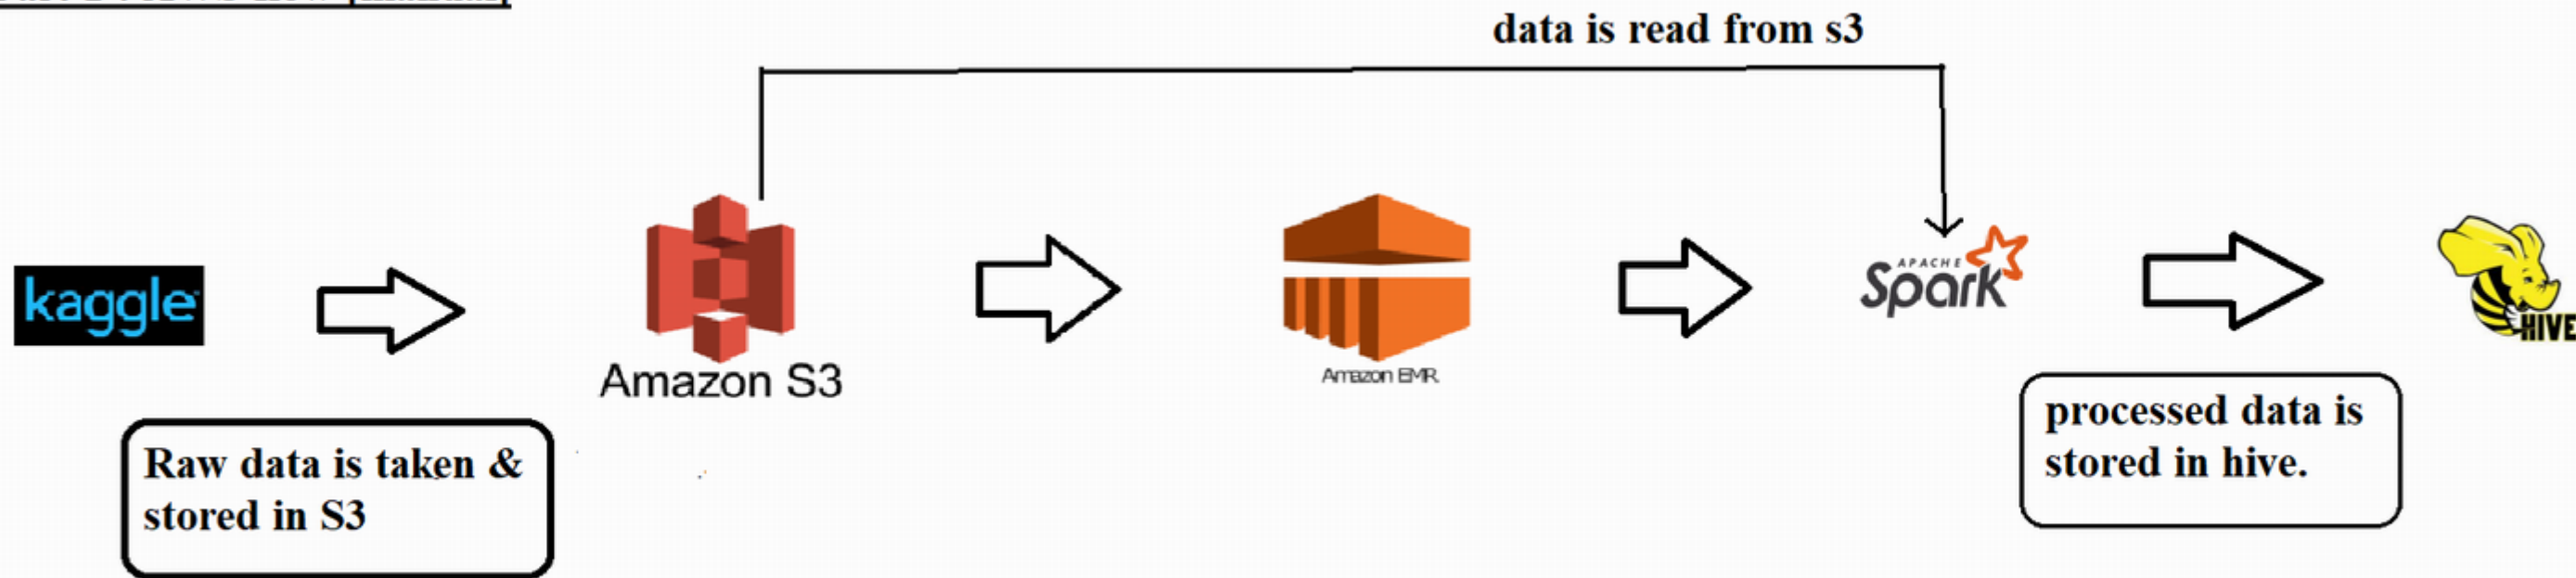 data is read from s3
kaggle
Amazon S3
Amazon EMR
APACHE
Spark
HIVE
Raw data is taken &
stored in S3
processed data is
stored in hive.